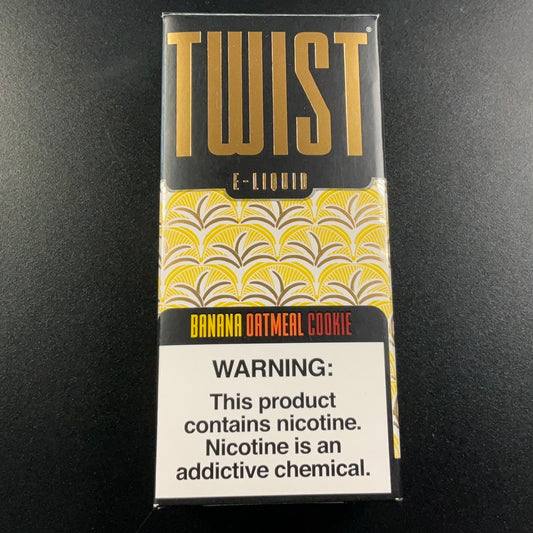 TWIST®
E-LIQUID
BANANA OATMEAL COOKIE
WARNING:
This product
contains nicotine.
Nicotine is an
addictive chemical.